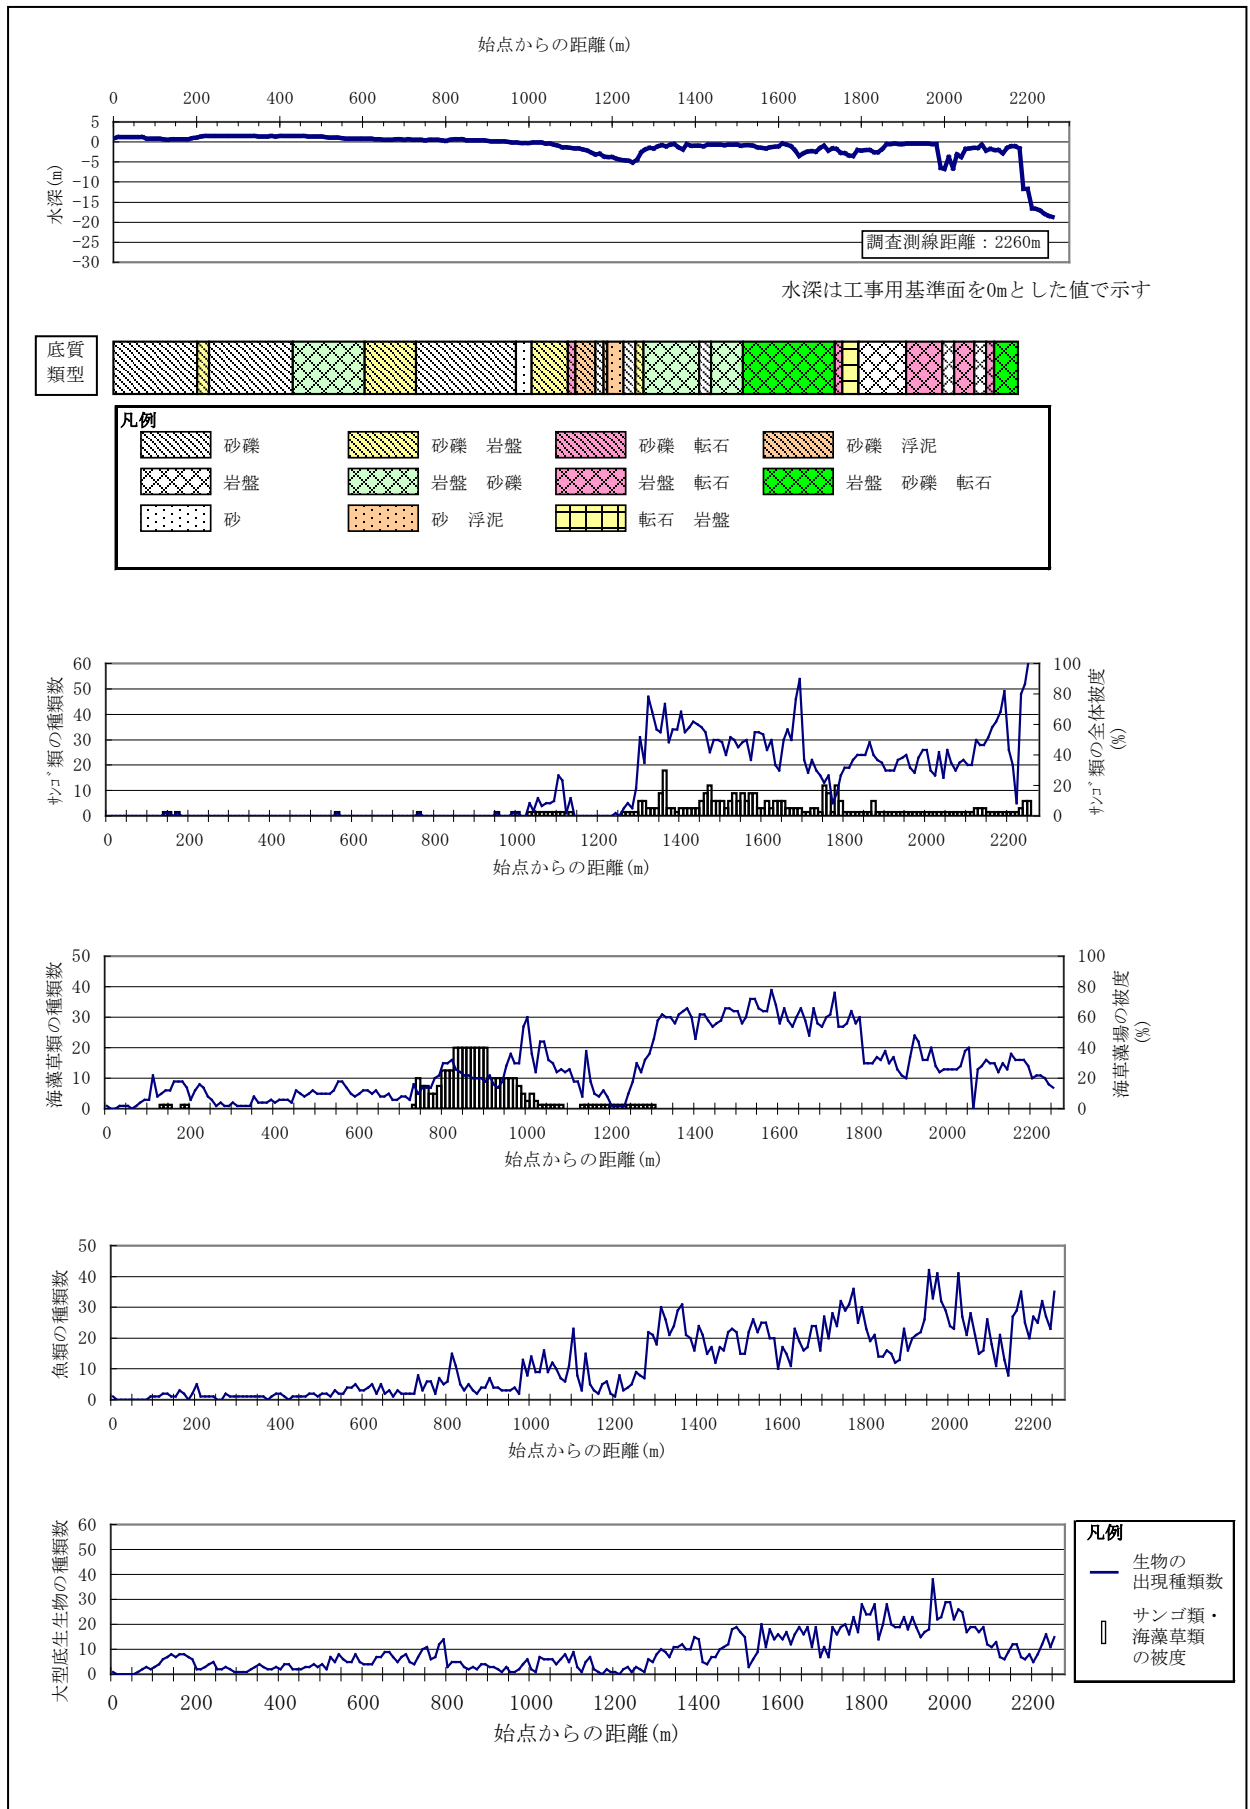 始点からの距離(m)
0 200 400 600 800 1000 1200 1400 1600 1800 2000 2200
5
0
-5
-10
-15
-20
-25
-30
水深(m)
調査測線距離：2260m
水深は工事用基準面を0mとした値で示す
底質
類型
凡例
砂礫 砂礫　岩盤 砂礫　転石 砂礫　浮泥
岩盤 岩盤　砂礫 岩盤　転石 岩盤　砂礫　転石
砂 砂　浮泥 転石　岩盤
60
50
40
30
20
10
0
ｻﾝｺﾞ類の種類数
100
80
60
40
20
0
ｻﾝｺﾞ類の全体被度
(%)
0 200 400 600 800 1000 1200 1400 1600 1800 2000 2200
始点からの距離(m)
50
40
30
20
10
0
海藻草類の種類数
100
80
60
40
20
0
海草藻場の被度
(%)
0 200 400 600 800 1000 1200 1400 1600 1800 2000 2200
始点からの距離(m)
50
40
30
20
10
0
魚類の種類数
0 200 400 600 800 1000 1200 1400 1600 1800 2000 2200
始点からの距離(m)
60
50
40
30
20
10
0
大型底生生物の種類数
0 200 400 600 800 1000 1200 1400 1600 1800 2000 2200
始点からの距離(m)
凡例
生物の
出現種類数
サンゴ類・
海藻草類
の被度